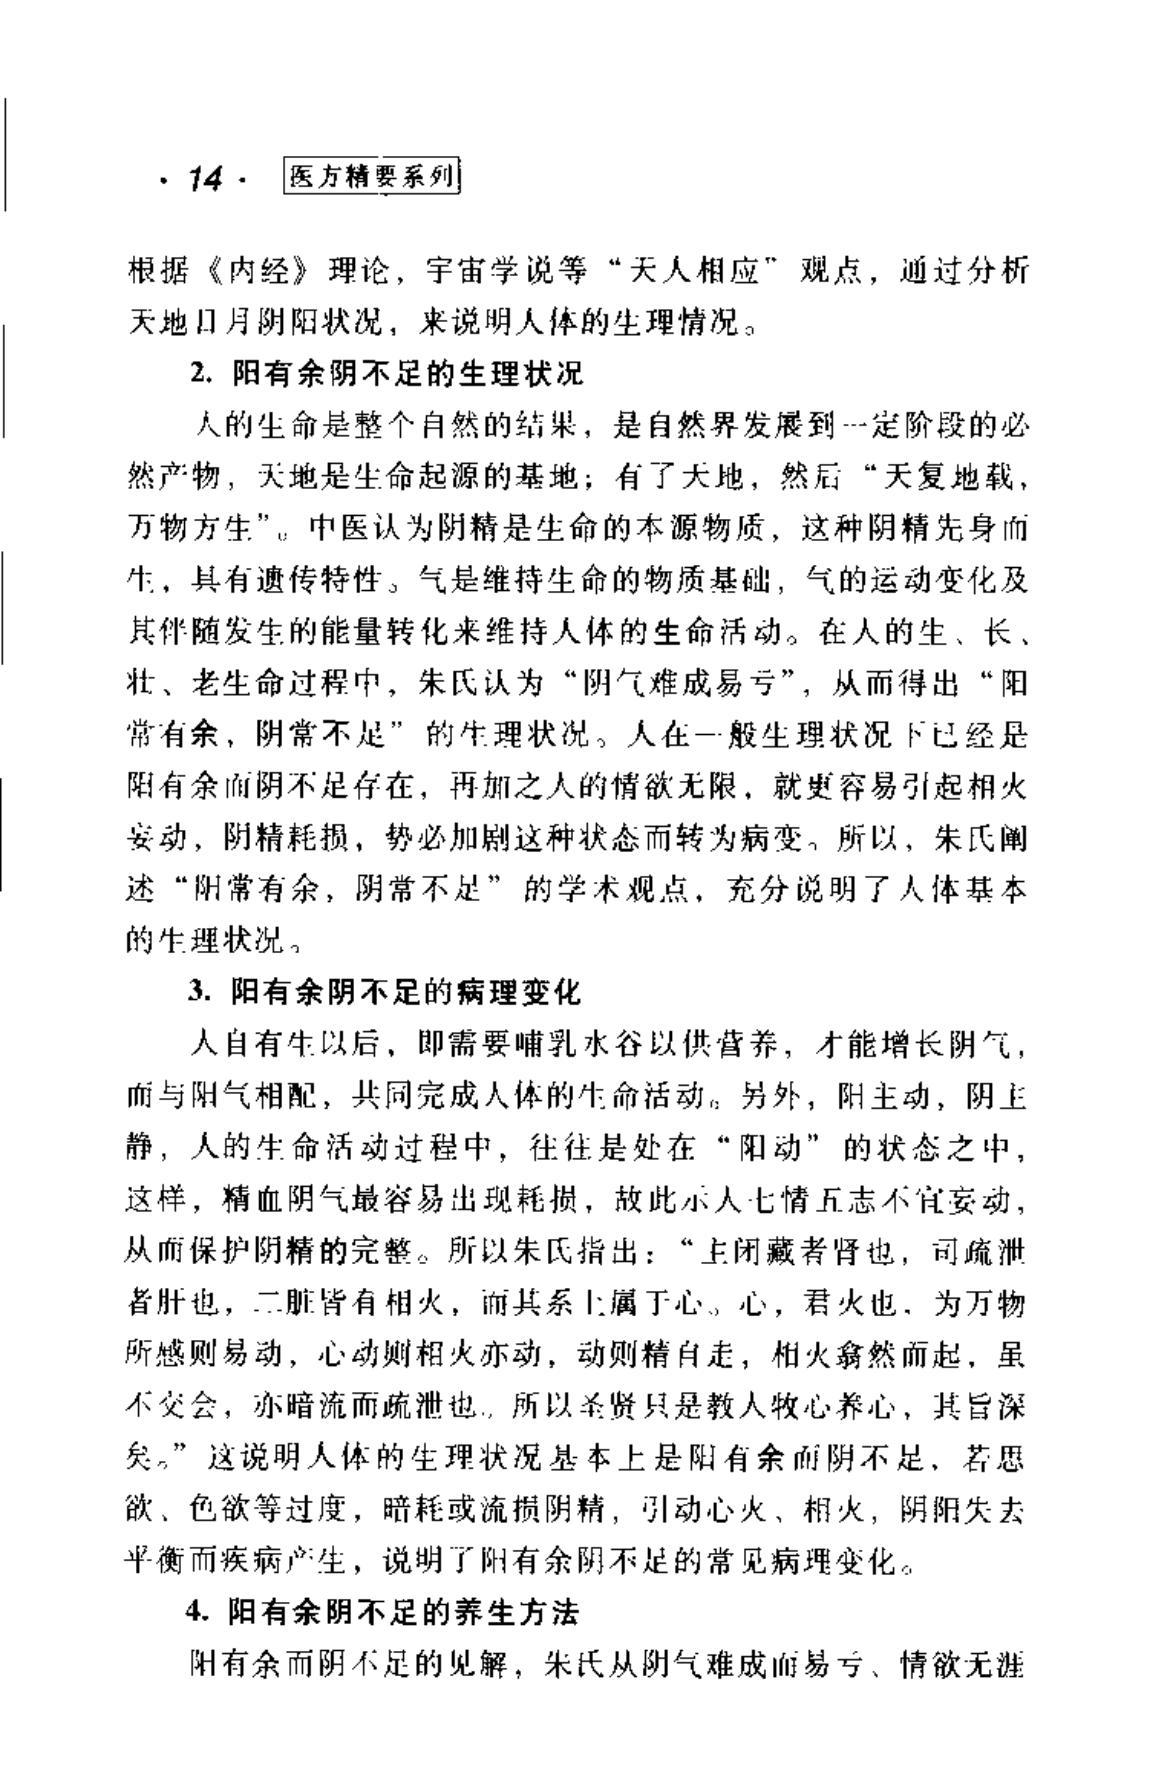 · 14 · 医方精要系列
根据《内经》理论，宇宙学说等“天人相应”观点，通过分析
天地日月阴阳状况，来说明人体的生理情况。
2. 阳有余阴不足的生理状况
人的生命是整个自然的结果，是自然界发展到一定阶段的必
然产物，天地是生命起源的基地；有了天地，然后“天复地载，
万物方生”。中医认为阴精是生命的本源物质，这种阴精先身而
生，具有遗传特性。气是维持生命的物质基础，气的运动变化及
其伴随发生的能量转化来维持人体的生命活动。在人的生、长、
壮、老生命过程中，朱氏认为“阴气难成易亏”，从而得出“阳
常有余，阴常不足”的生理状况。人在一般生理状况下已经是
阳有余而阴不足存在，再加之人的情欲无限，就更容易引起相火
妄动，阴精耗损，势必加剧这种状态而转为病变。所以，朱氏阐
述“阳常有余，阴常不足”的学术观点，充分说明了人体基本
的生理状况。
3. 阳有余阴不足的病理变化
人自有生以后，即需要哺乳水谷以供营养，才能增长阴气，
而与阳气相配，共同完成人体的生命活动。另外，阳主动，阴主
静，人的生命活动过程中，往往是处在“阳动”的状态之中，
这样，精血阴气最容易出现耗损，故此示人七情五志不宜妄动，
从而保护阴精的完整。所以朱氏指出：“主闭藏者肾也，司疏泄
者肝也，二脏皆有相火，而其系上属于心。心，君火也，为万物
所感则易动，心动则相火亦动，动则精自走，相火翕然而起，虽
不交会，亦暗流而疏泄也。所以圣贤只是教人收心养心，其旨深
矣。”这说明人体的生理状况基本上是阳有余而阴不足，若思
欲、色欲等过度，暗耗或流损阴精，引动心火、相火，阴阳失去
平衡而疾病产生，说明了阳有余阴不足的常见病理变化。
4. 阳有余阴不足的养生方法
阳有余而阴不足的见解，朱氏从阴气难成而易亏、情欲无涯